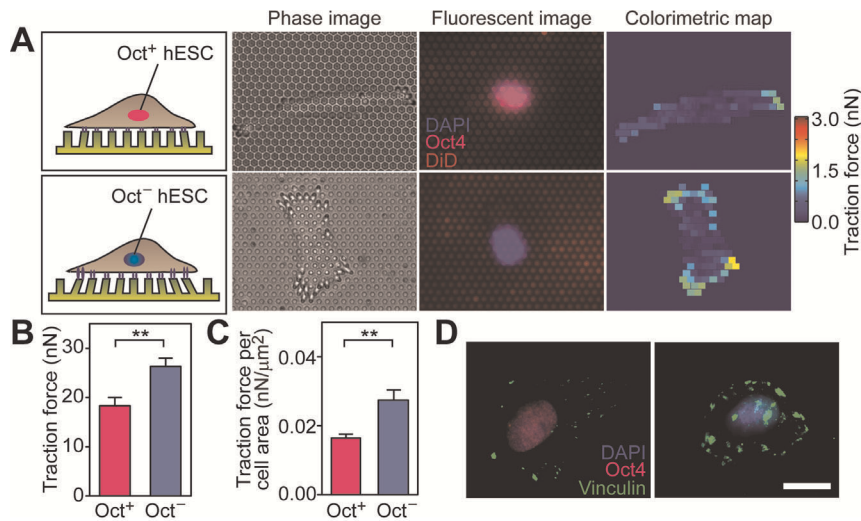 Phase image Fluorescent image Colorimetric map
A
Oct⁺ hESC
DAPI
Oct4
DiD
3.0
1.5
0.0
Traction force (nN)
Oct⁻ hESC
B
Traction force (nN)
30
20
10
0
**
Oct⁺ Oct⁻
C
Traction force per
cell area (nN/μm²)
0.04
0.02
0.00
**
Oct⁺ Oct⁻
D
DAPI
Oct4
Vinculin